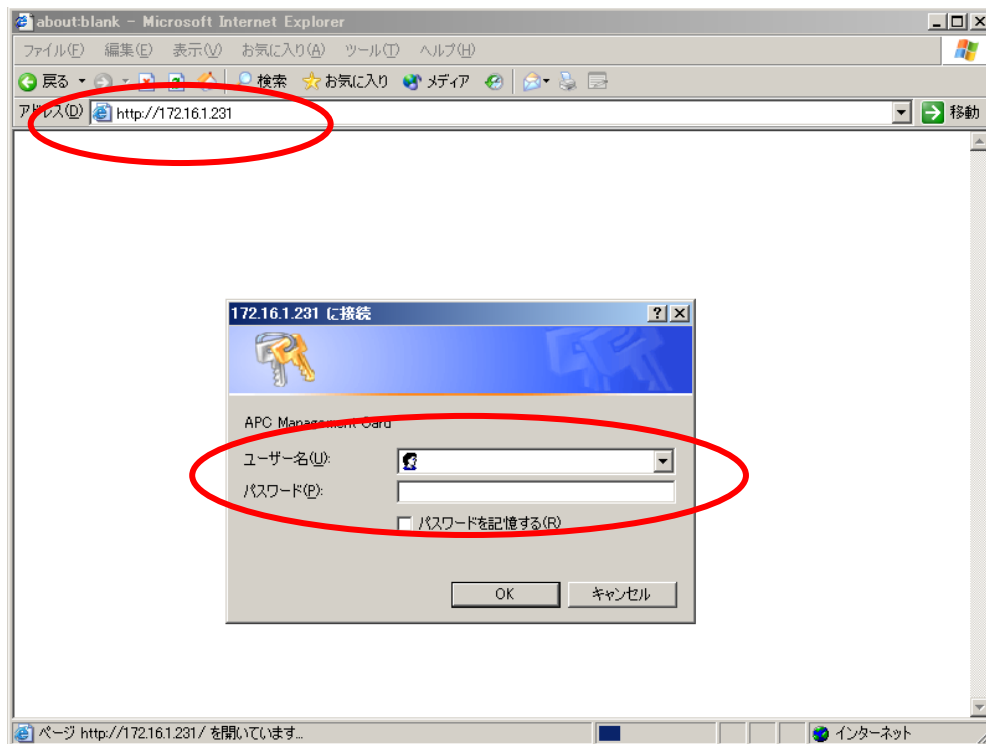 about:blank - Microsoft Internet Explorer
ファイル(F) 編集(E) 表示(V) お気に入り(A) ツール(T) ヘルプ(H)
戻る 検索 お気に入り メディア
アドレス(D) http://172.16.1.231 移動
172.16.1.231 に接続
APC Management Card
ユーザー名(U):
パスワード(P):
パスワードを記憶する(R)
OK キャンセル
ページ http://172.16.1.231/ を開いています... インターネット